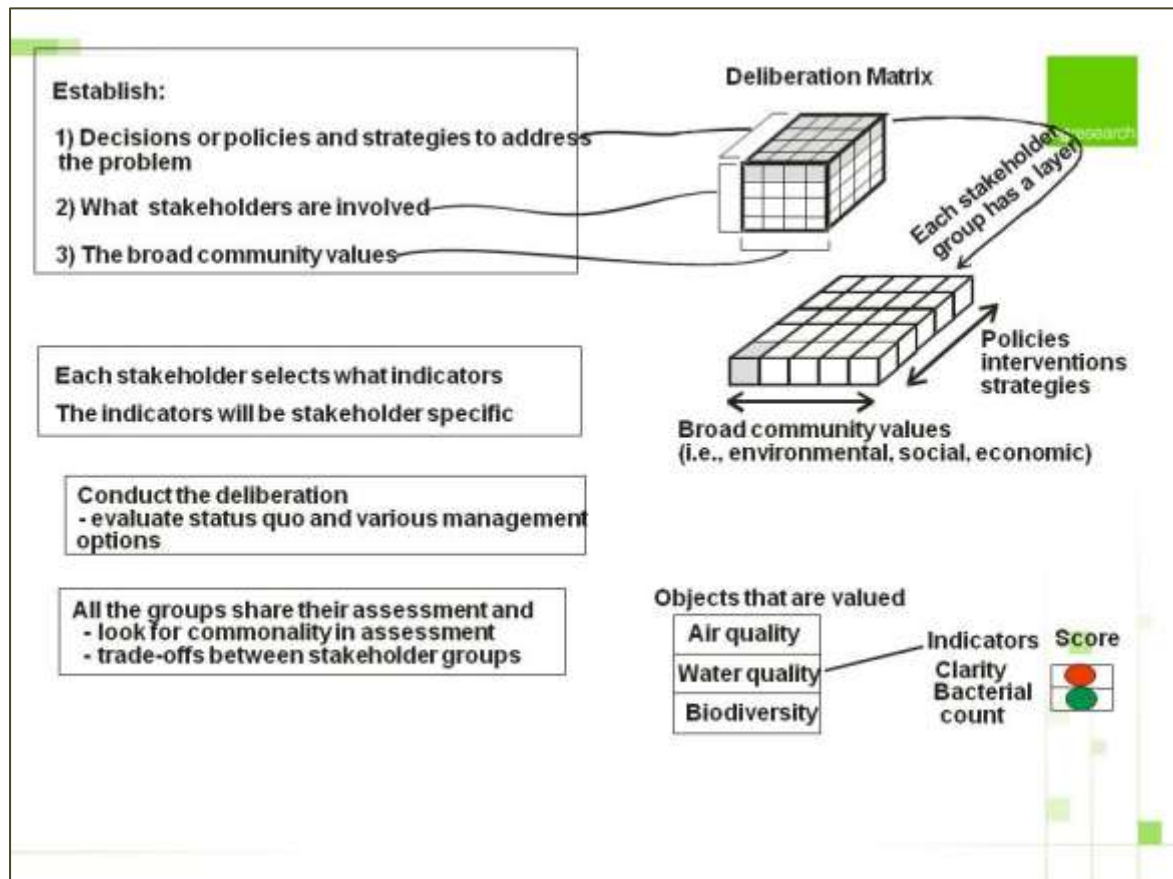 Establish:
1) Decisions or policies and strategies to address
the problem
2) What stakeholders are involved
3) The broad community values
Each stakeholder selects what indicators
The indicators will be stakeholder specific
Conduct the deliberation
- evaluate status quo and various management
options
All the groups share their assessment and
- look for commonality in assessment
- trade-offs between stakeholder groups
Deliberation Matrix
research
Each stakeholder
group has a layer
Policies
interventions
strategies
Broad community values
(i.e., environmental, social, economic)
Objects that are valued
Air quality
Water quality
Biodiversity
Indicators
Clarity
Bacterial
count
Score